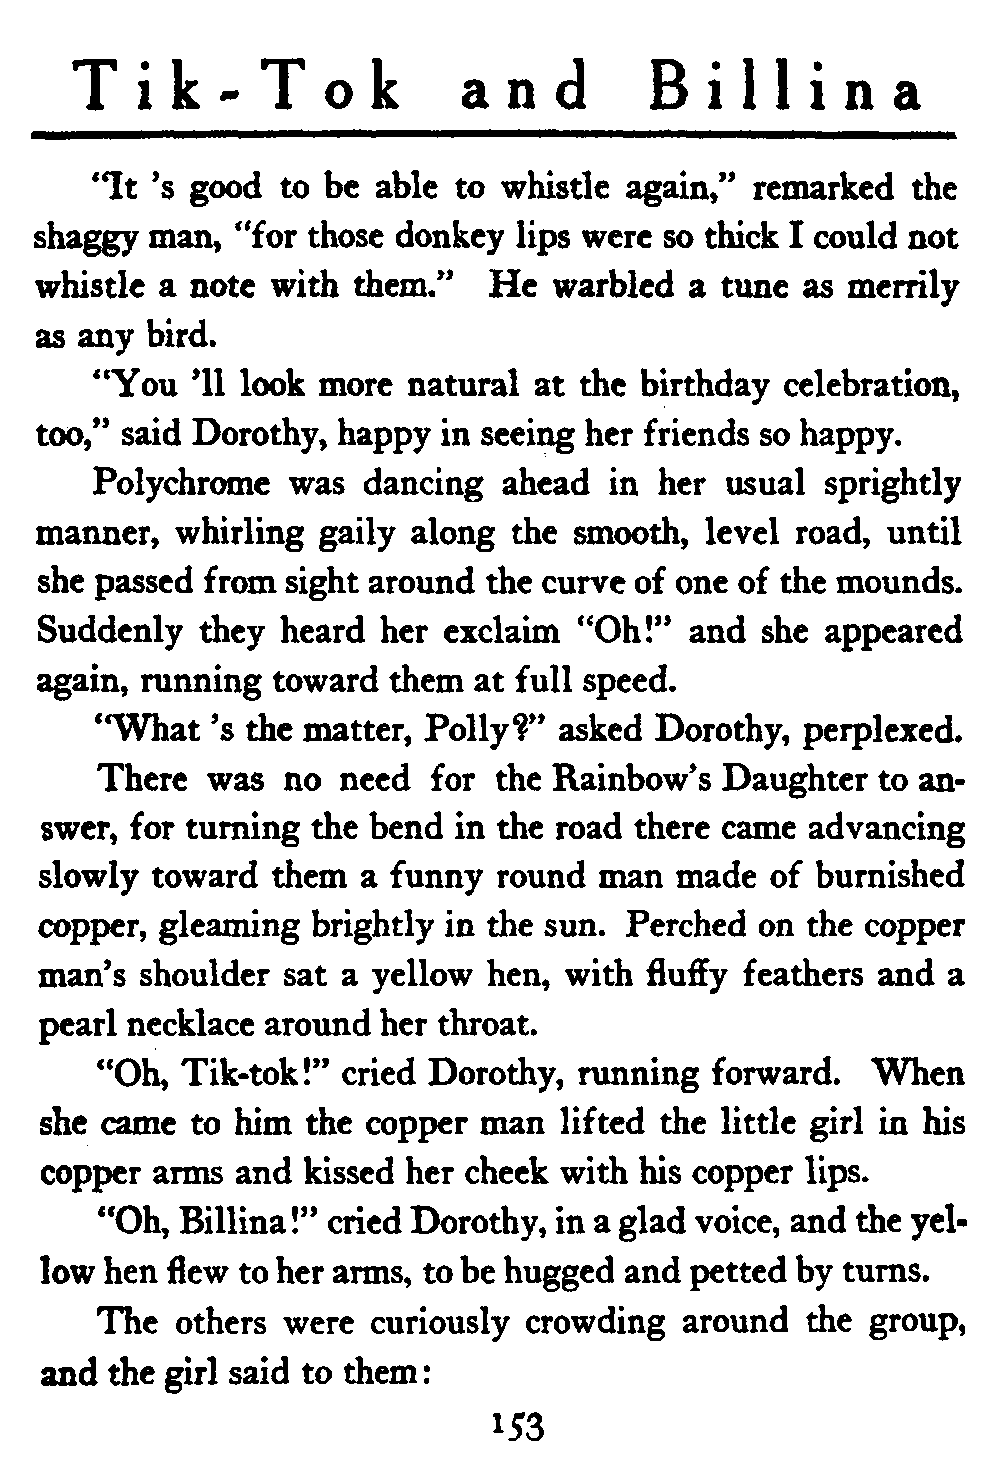 Tik-Tok and Billina
“It ’s good to be able to whistle again,” remarked the
shaggy man, “for those donkey lips were so thick I could not
whistle a note with them.” He warbled a tune as merrily
as any bird.
“You ’ll look more natural at the birthday celebration,
too,” said Dorothy, happy in seeing her friends so happy.
Polychrome was dancing ahead in her usual sprightly
manner, whirling gaily along the smooth, level road, until
she passed from sight around the curve of one of the mounds.
Suddenly they heard her exclaim “Oh!” and she appeared
again, running toward them at full speed.
“What ’s the matter, Polly?” asked Dorothy, perplexed.
There was no need for the Rainbow’s Daughter to an-
swer, for turning the bend in the road there came advancing
slowly toward them a funny round man made of burnished
copper, gleaming brightly in the sun. Perched on the copper
man’s shoulder sat a yellow hen, with fluffy feathers and a
pearl necklace around her throat.
“Oh, Tik-tok!” cried Dorothy, running forward. When
she came to him the copper man lifted the little girl in his
copper arms and kissed her cheek with his copper lips.
“Oh, Billina!” cried Dorothy, in a glad voice, and the yel-
low hen flew to her arms, to be hugged and petted by turns.
The others were curiously crowding around the group,
and the girl said to them:
153